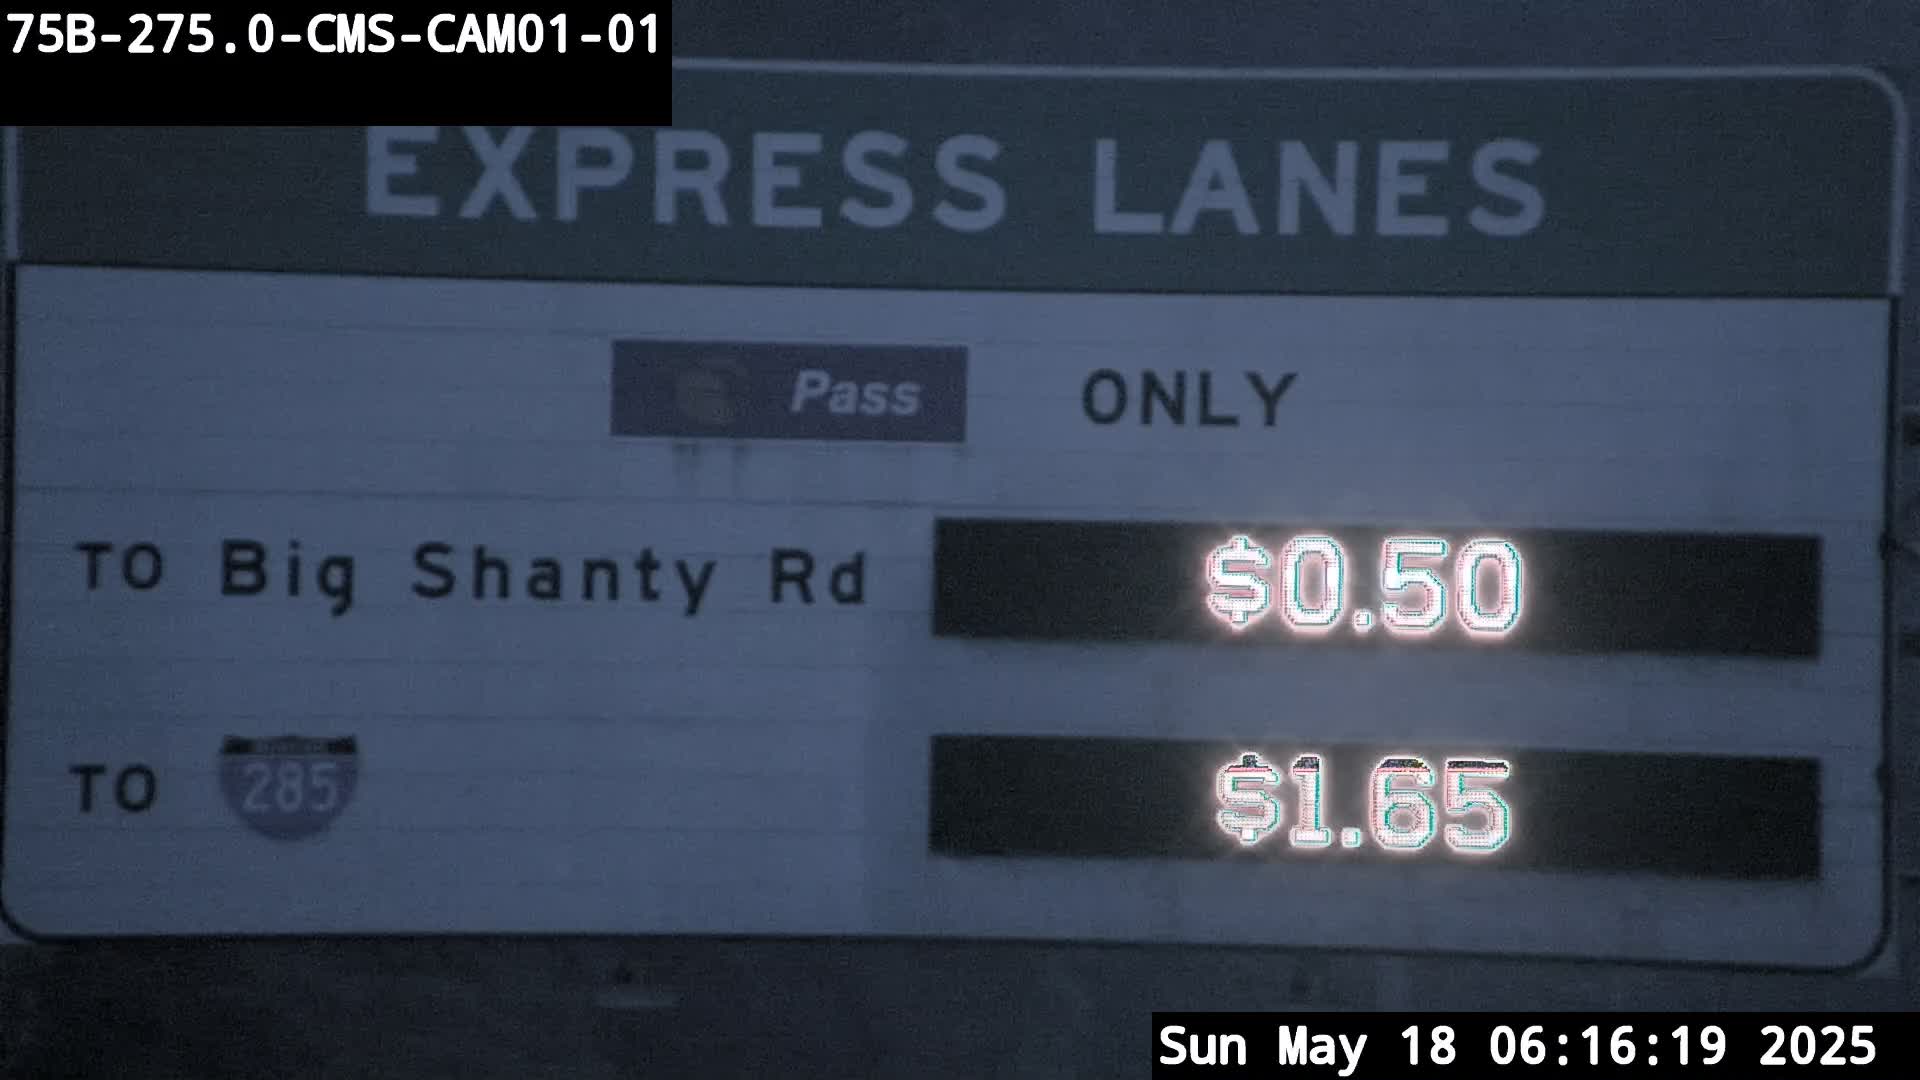 75B-275.0-CMS-CAM01-01
EXPRESS LANES
Pass ONLY
TO Big Shanty Rd $0.50
TO 285 $1.65
Sun May 18 06:16:19 2025